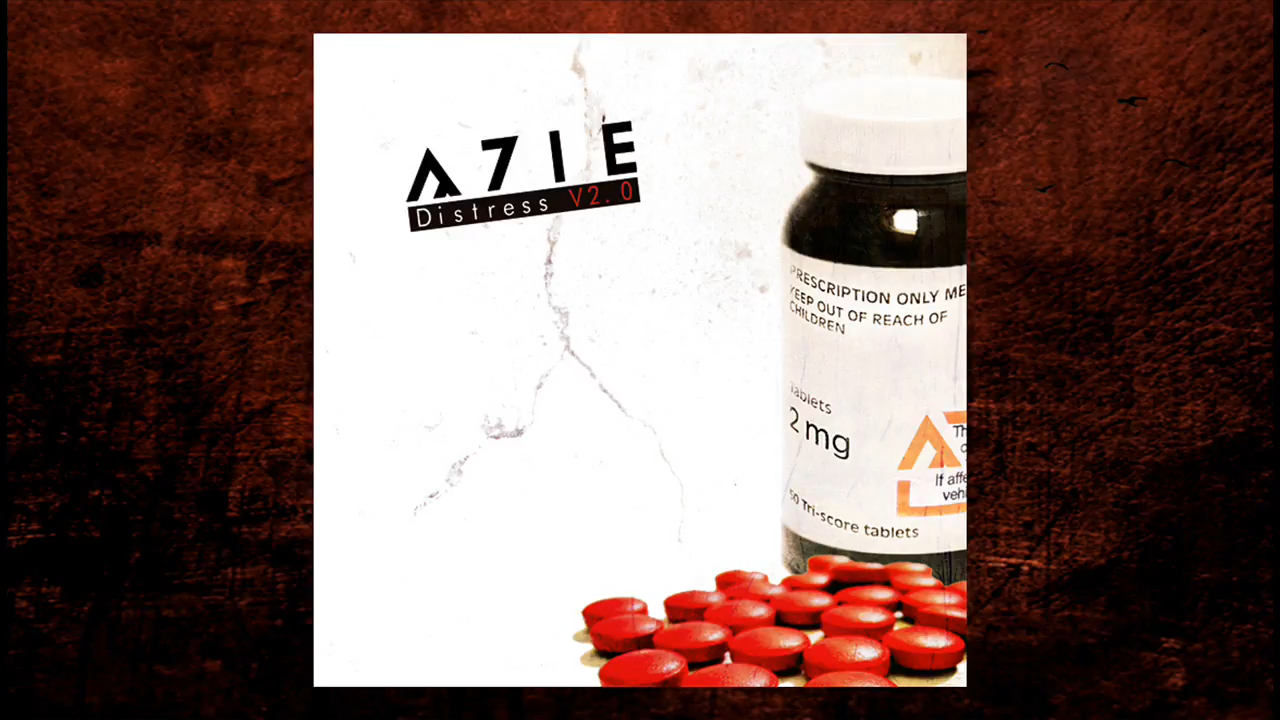 A7IE
Distress V2.0
PRESCRIPTION ONLY ME
KEEP OUT OF REACH OF
CHILDREN
Tablets
2 mg
50 Tri-score tablets
Th
If affe
vehi